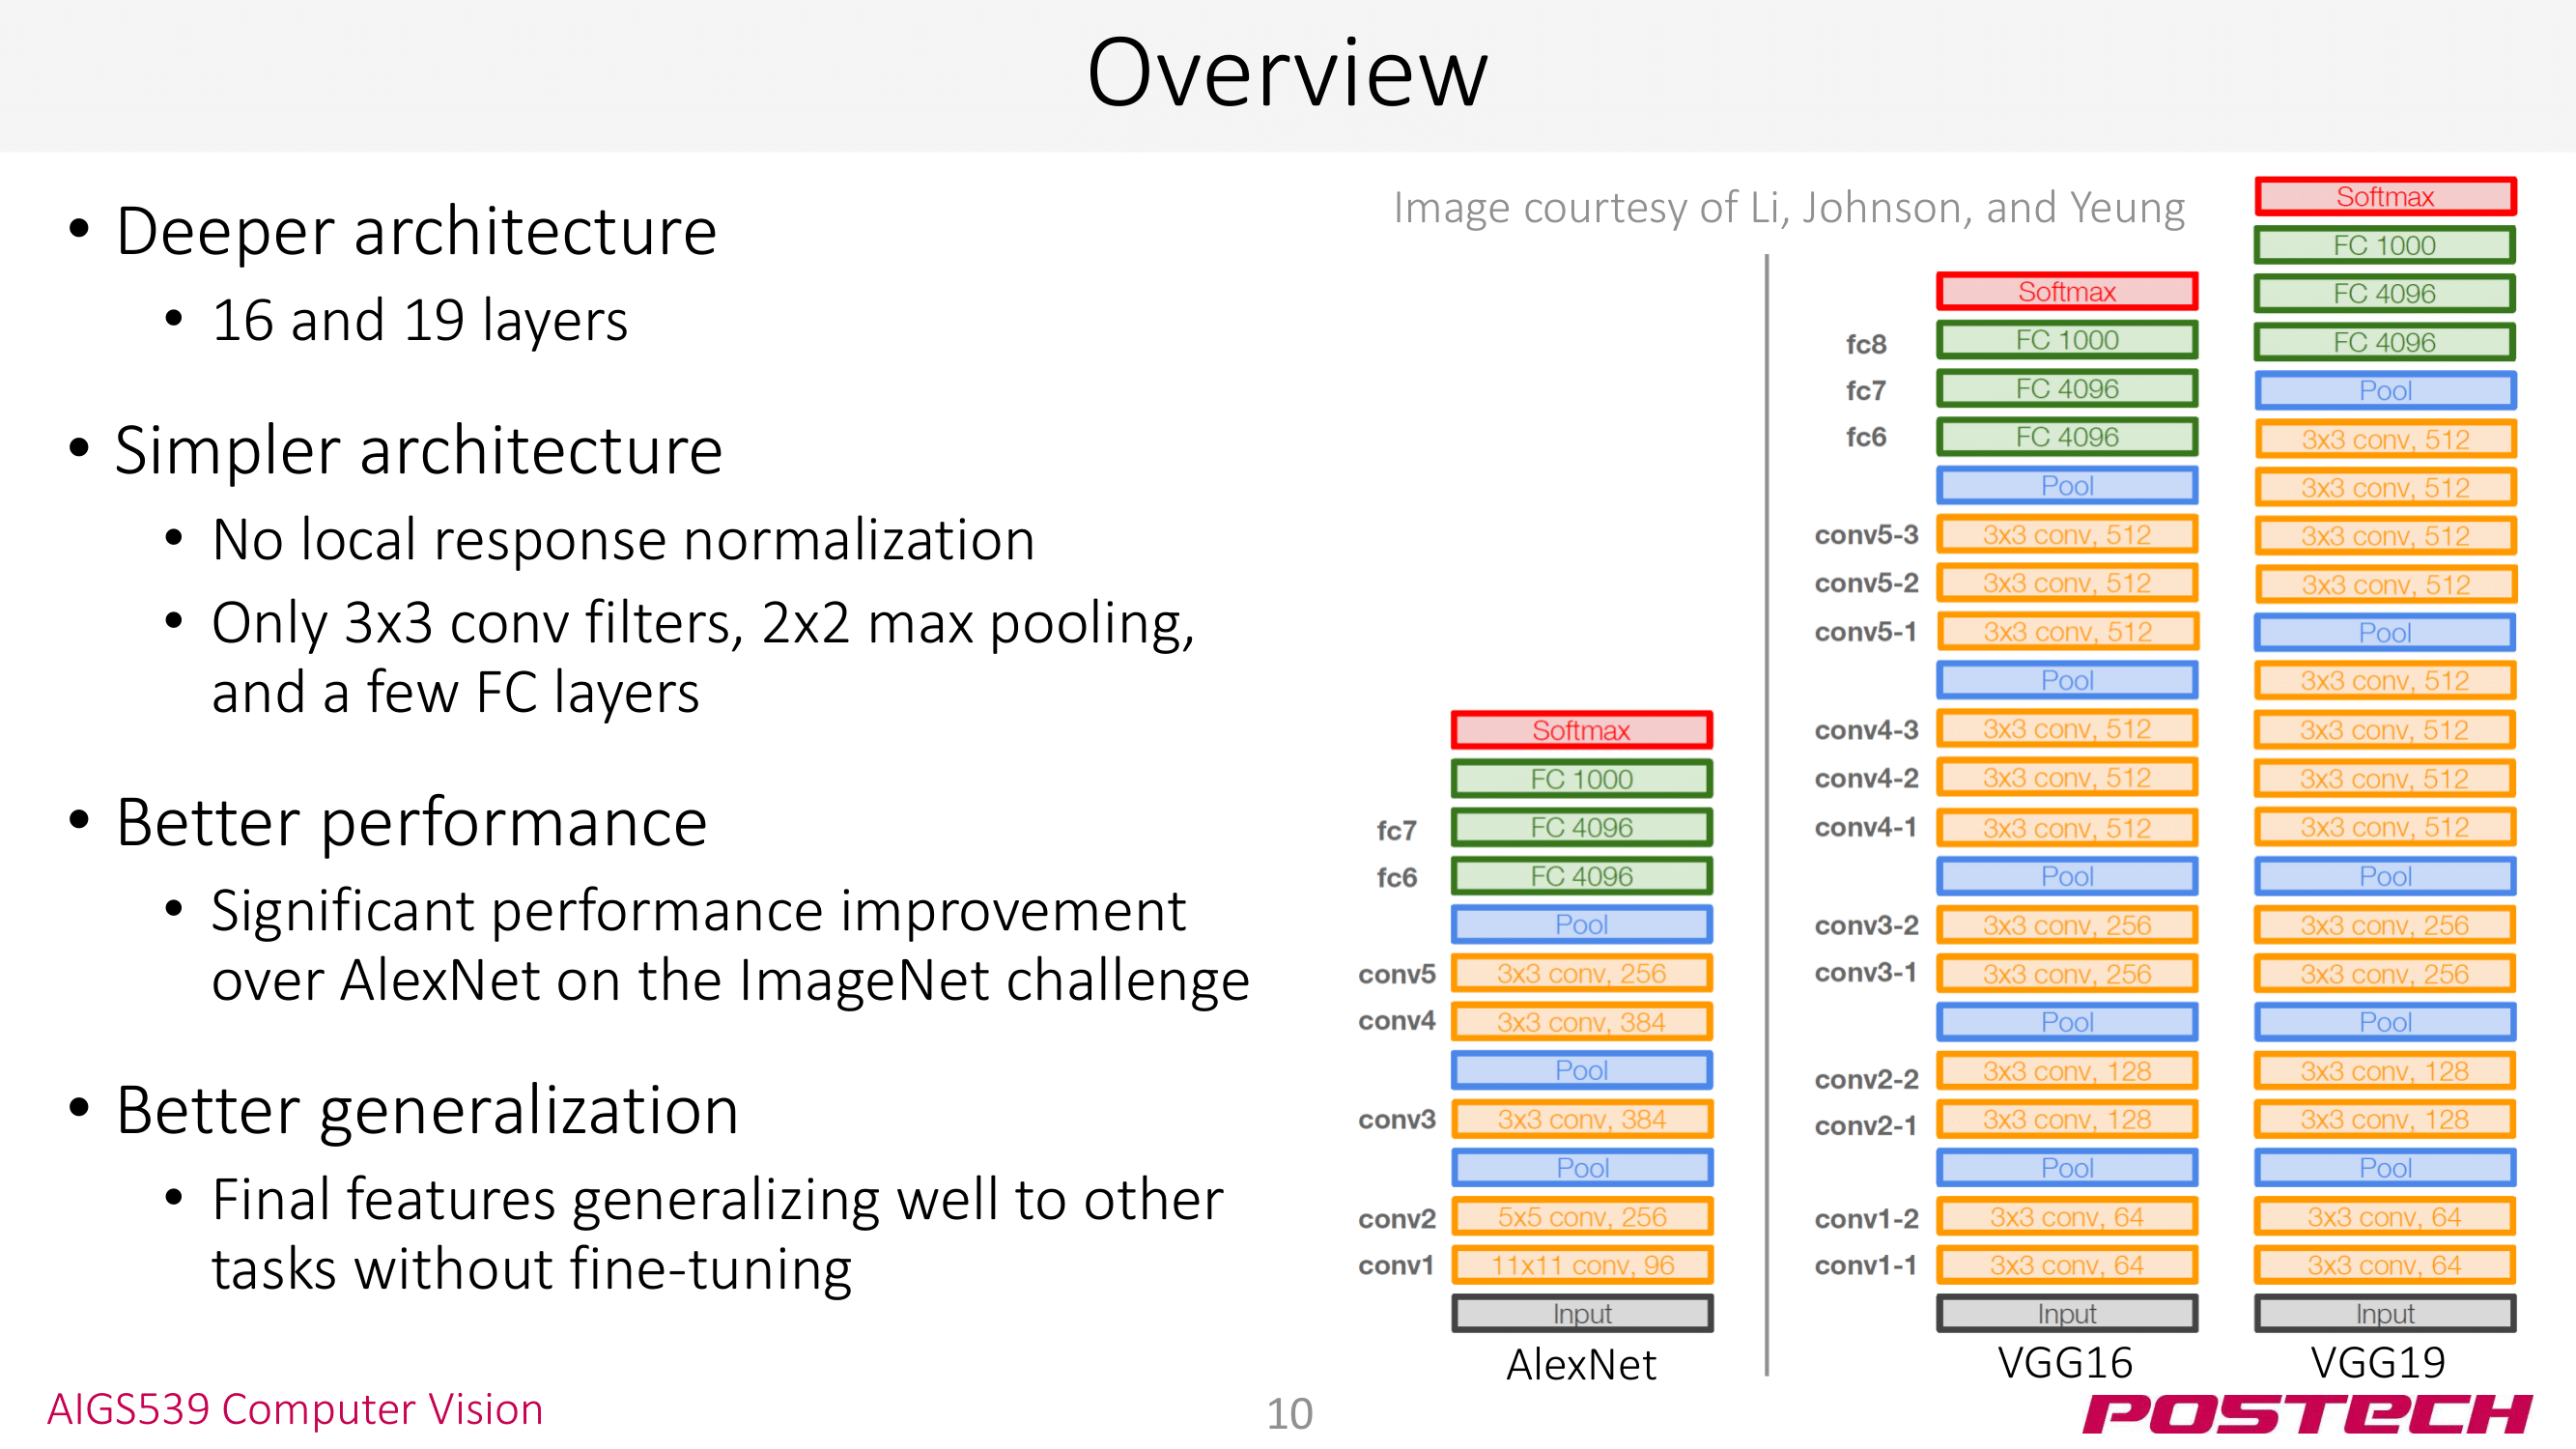 Overview
• Deeper architecture
• 16 and 19 layers
• Simpler architecture
• No local response normalization
• Only 3x3 conv filters, 2x2 max pooling,
and a few FC layers
• Better performance
• Significant performance improvement
over AlexNet on the ImageNet challenge
• Better generalization
• Final features generalizing well to other
tasks without fine-tuning
Image courtesy of Li, Johnson, and Yeung
Softmax
FC 1000
fc7 FC 4096
fc6 FC 4096
Pool
conv5 3x3 conv, 256
conv4 3x3 conv, 384
Pool
conv3 3x3 conv, 384
Pool
conv2 5x5 conv, 256
conv1 11x11 conv, 96
Input
AlexNet
Softmax
fc8 FC 1000
fc7 FC 4096
fc6 FC 4096
Pool
conv5-3 3x3 conv, 512
conv5-2 3x3 conv, 512
conv5-1 3x3 conv, 512
Pool
conv4-3 3x3 conv, 512
conv4-2 3x3 conv, 512
conv4-1 3x3 conv, 512
Pool
conv3-2 3x3 conv, 256
conv3-1 3x3 conv, 256
Pool
conv2-2 3x3 conv, 128
conv2-1 3x3 conv, 128
Pool
conv1-2 3x3 conv, 64
conv1-1 3x3 conv, 64
Input
VGG16
Softmax
FC 1000
FC 4096
FC 4096
Pool
3x3 conv, 512
3x3 conv, 512
3x3 conv, 512
3x3 conv, 512
Pool
3x3 conv, 512
3x3 conv, 512
3x3 conv, 512
3x3 conv, 512
Pool
3x3 conv, 256
3x3 conv, 256
Pool
3x3 conv, 128
3x3 conv, 128
Pool
3x3 conv, 64
3x3 conv, 64
Input
VGG19
AIGS539 Computer Vision
10
POSTECH